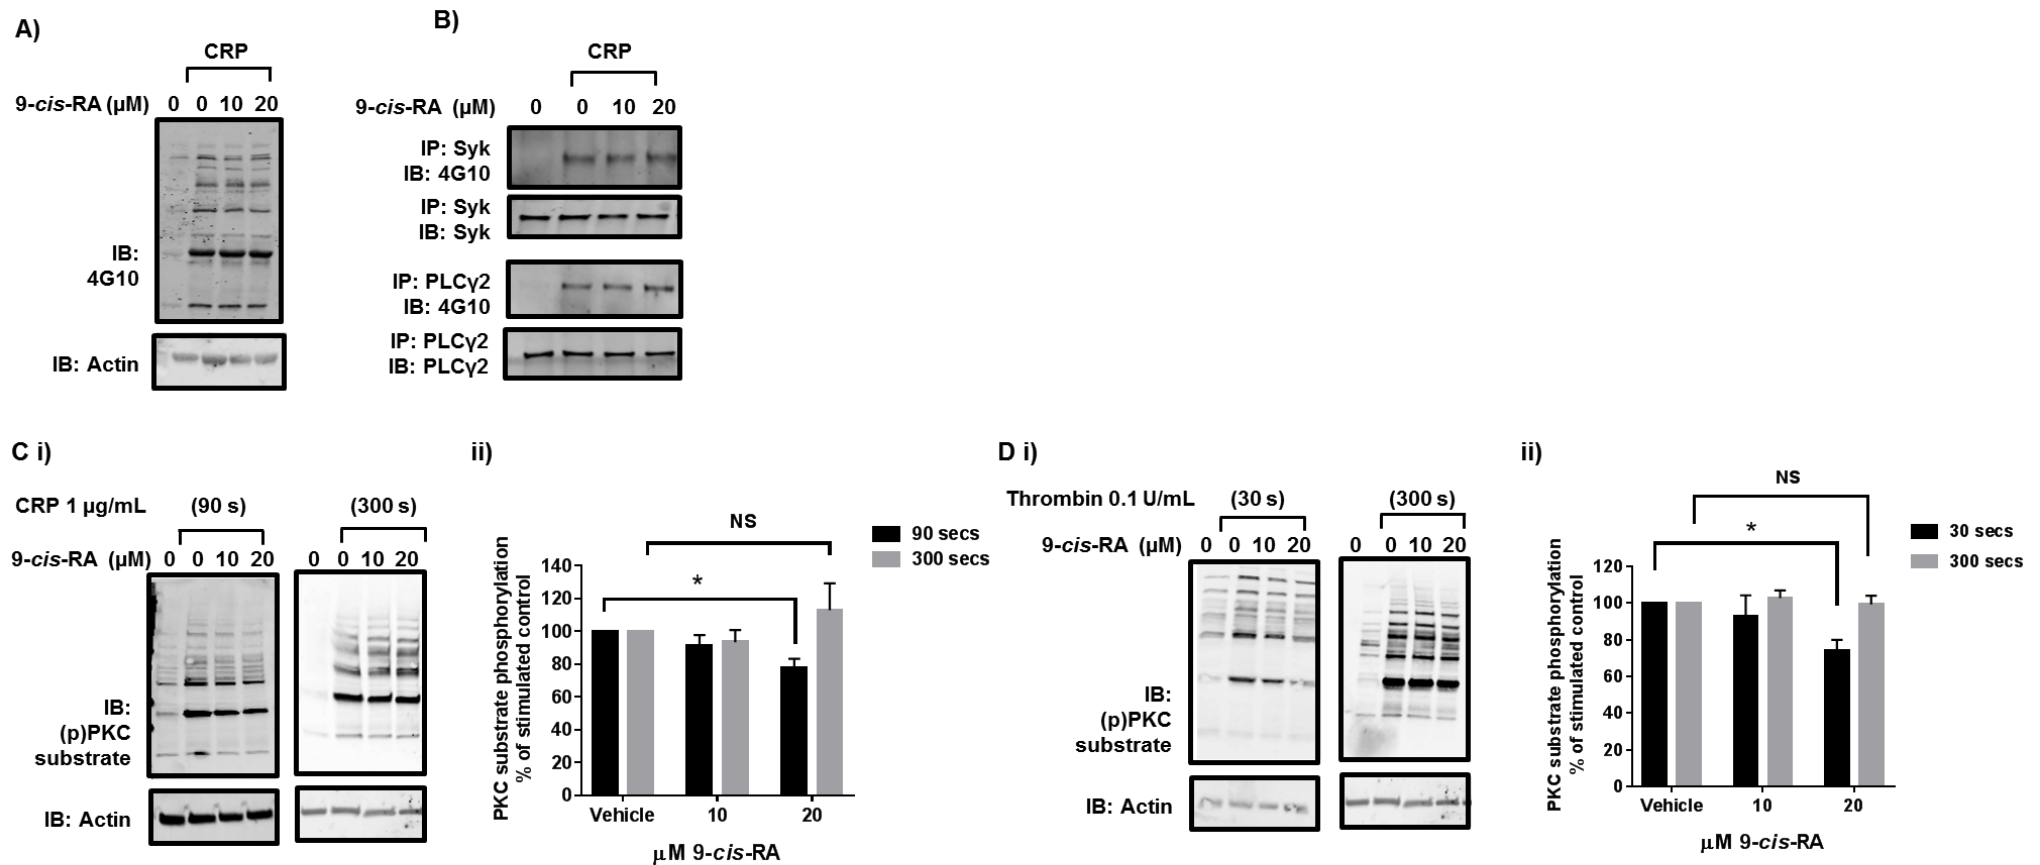 A)
CRP
9-cis-RA (µM) 0 0 10 20
IB:
4G10
IB: Actin
B)
CRP
9-cis-RA (µM) 0 0 10 20
IP: Syk
IB: 4G10
IP: Syk
IB: Syk
IP: PLCγ2
IB: 4G10
IP: PLCγ2
IB: PLCγ2
C i)
CRP 1 µg/mL (90 s) (300 s)
9-cis-RA (µM) 0 0 10 20 0 0 10 20
IB:
(p)PKC
substrate
IB: Actin
ii)
NS
*
90 secs
300 secs
PKC substrate phosphorylation
% of stimulated control
140
120
100
80
60
40
20
0
Vehicle 10 20
µM 9-cis-RA
D i)
Thrombin 0.1 U/mL (30 s) (300 s)
9-cis-RA (µM) 0 0 10 20 0 0 10 20
IB:
(p)PKC
substrate
IB: Actin
ii)
NS
*
30 secs
300 secs
PKC substrate phosphorylation
% of stimulated control
120
100
80
60
40
20
0
Vehicle 10 20
µM 9-cis-RA